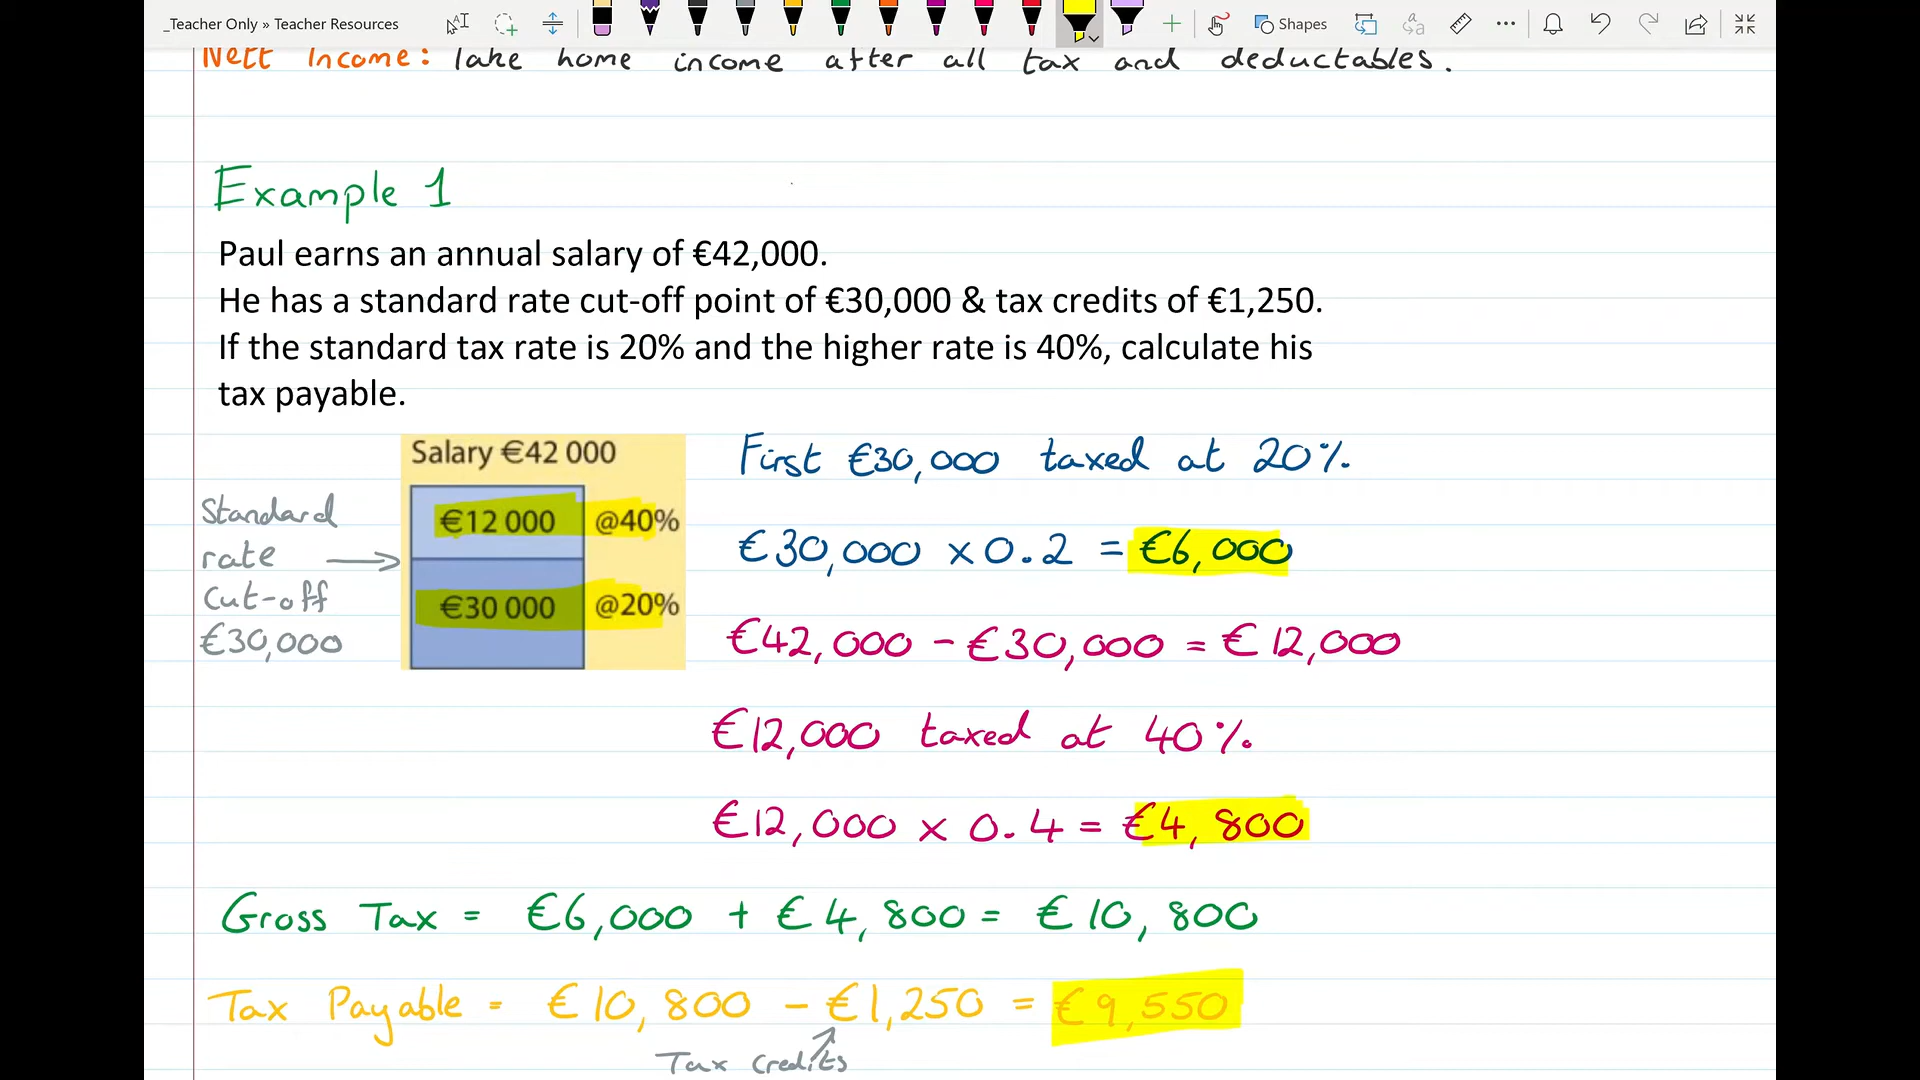 _Teacher Only » Teacher Resources
Shapes
Nett Income: Take home income after all tax and deductables.
Example 1
Paul earns an annual salary of €42,000.
He has a standard rate cut-off point of €30,000 & tax credits of €1,250.
If the standard tax rate is 20% and the higher rate is 40%, calculate his
tax payable.
Standard
rate
cut-off
€30,000
Salary €42 000
€12 000 @40%
€30 000 @20%
First €30,000 taxed at 20%
€30,000 x 0.2 = €6,000
€42,000 - €30,000 = €12,000
€12,000 taxed at 40%
€12,000 x 0.4 = €4,800
Gross Tax = €6,000 + €4,800 = €10,800
Tax Payable = €10,800 - €1,250 = €9,550
Tax Credits